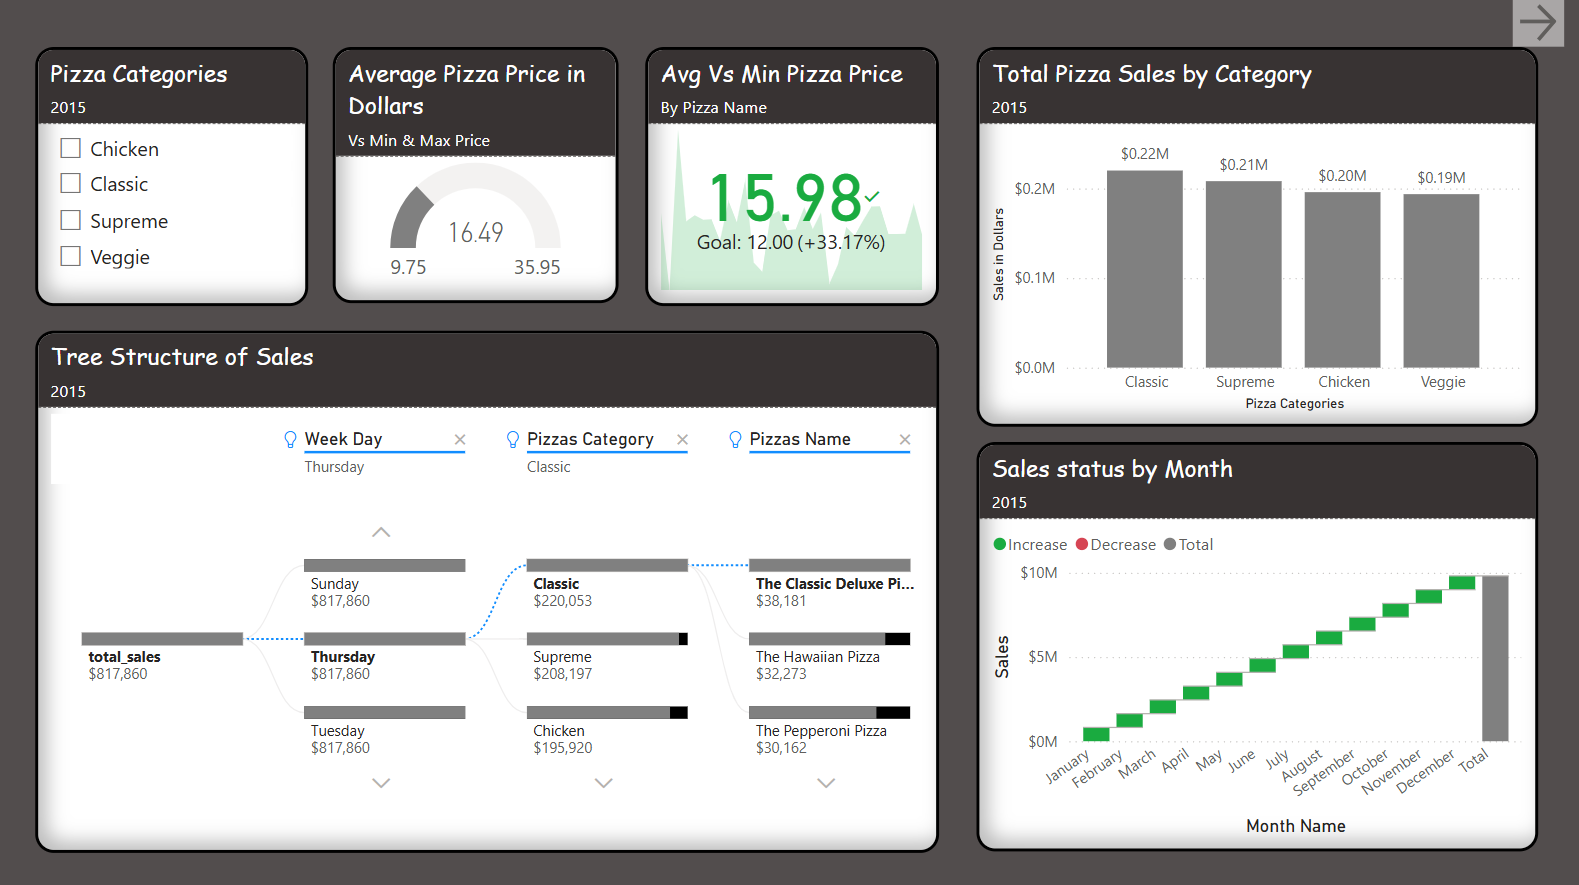 Pizza Categories
2015
Chicken
Classic
Supreme
Veggie
Average Pizza Price in
Dollars
Vs Min & Max Price
16.49
9.75
35.95
Avg Vs Min Pizza Price
By Pizza Name
15.98
Goal: 12.00 (+33.17%)
Total Pizza Sales by Category
2015
Sales in Dollars
$0.2M
$0.1M
$0.0M
$0.22M
$0.21M
$0.20M
$0.19M
Classic
Supreme
Chicken
Veggie
Pizza Categories
Tree Structure of Sales
2015
Week Day
Thursday
Pizzas Category
Classic
Pizzas Name
total_sales
$817,860
Sunday
$817,860
Thursday
$817,860
Tuesday
$817,860
Classic
$220,053
Supreme
$208,197
Chicken
$195,920
The Classic Deluxe Pi...
$38,181
The Hawaiian Pizza
$32,273
The Pepperoni Pizza
$30,162
Sales status by Month
2015
Increase
Decrease
Total
Sales
$10M
$5M
$0M
January
February
March
April
May
June
July
August
September
October
November
December
Total
Month Name